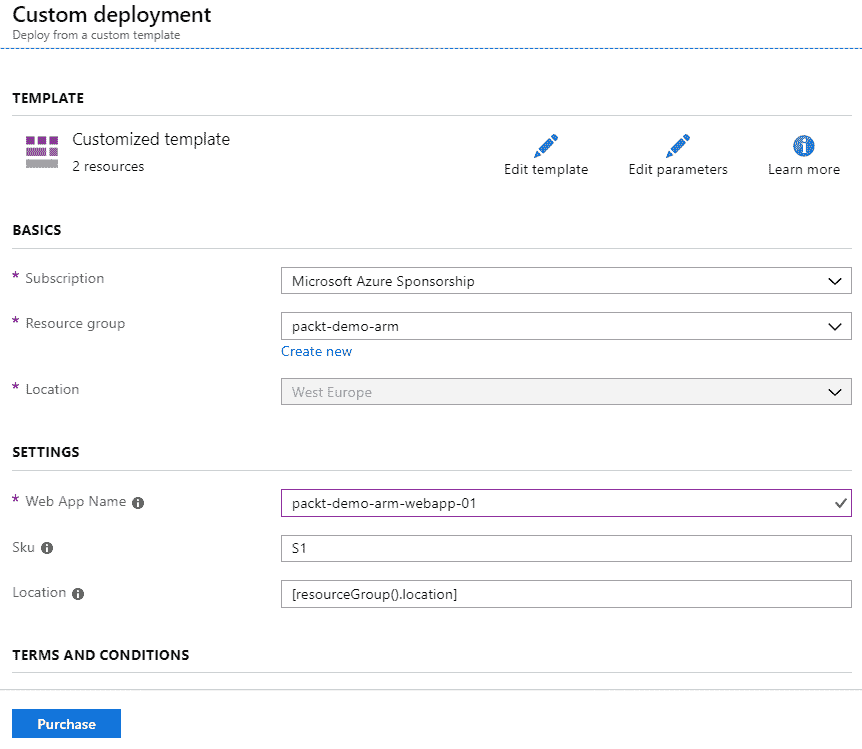 Custom deployment
Deploy from a custom template
TEMPLATE
Customized template
2 resources
Edit template
Edit parameters
Learn more
BASICS
* Subscription
Microsoft Azure Sponsorship
* Resource group
packt-demo-arm
Create new
* Location
West Europe
SETTINGS
* Web App Name
packt-demo-arm-webapp-01
Sku
S1
Location
[resourceGroup().location]
TERMS AND CONDITIONS
Purchase